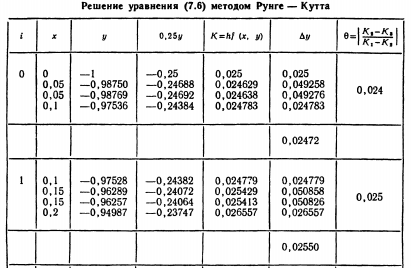 Решение уравнения (7.6) методом Рунге — Кутта
i x y 0,25y K=hf (x, y) Δy θ=|K₂−K₃/K₁−K₂|
0 0 —1 —0,25 0,025 0,025 0,024
0,05 —0,98750 —0,24688 0,024629 0,049258
0,05 —0,98769 —0,24692 0,024638 0,049276
0,1 —0,97536 —0,24384 0,024783 0,024783
0,02472
1 0,1 —0,97528 —0,24382 0,024779 0,024779 0,025
0,15 —0,96289 —0,24072 0,025429 0,050858
0,15 —0,96257 —0,24064 0,025413 0,050826
0,2 —0,94987 —0,23747 0,026557 0,026557
0,02550